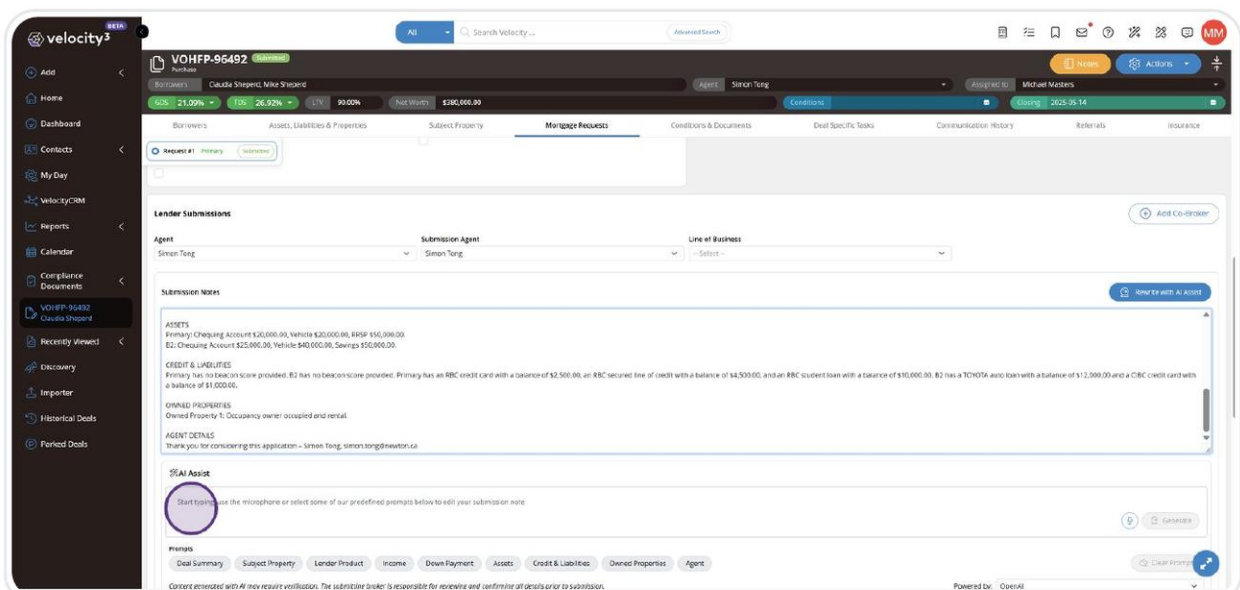 velocity³ BETA
All Search Velocity ... Advanced Search MM
Add
Home
Dashboard
Contacts
My Day
VelocityCRM
Reports
Calendar
Compliance
Documents
VOHFP-96492
Claudia Sheperd
Recently Viewed
Discovery
Importer
Historical Deals
Parked Deals
VOHFP-96492 Submitted
Purchase
Notes Actions
Borrowers Claudia Sheperd, Mike Sheperd Agent Simon Tong Assigned to Michael Masters
GDS 21.09% TDS 26.92% LTV 90.00% Net Worth $380,000.00 Conditions Closing 2025-05-14
Borrowers Assets, Liabilities & Properties Subject Property Mortgage Requests Conditions & Documents Deal Specific Tasks Communication History Referrals Insurance
Request #1 Primary Submitted
Lender Submissions
Add Co-Broker
Agent Submission Agent Line of Business
Simon Tong Simon Tong -- Select --
Submission Notes
Rewrite with AI Assist
ASSETS
Primary: Chequing Account $20,000.00, Vehicle $20,000.00, RRSP $50,000.00.
B2: Chequing Account $25,000.00, Vehicle $40,000.00, Savings $50,000.00.
CREDIT & LIABILITIES
Primary has no beacon score provided. B2 has no beacon score provided. Primary has an RBC credit card with a balance of $2,500.00, an RBC secured line of credit with a balance of $4,500.00, and an RBC student loan with a balance of $10,000.00. B2 has a TOYOTA auto loan with a balance of $12,000.00 and a CIBC credit card with
a balance of $1,000.00.
OWNED PROPERTIES
Owned Property 1: Occupancy owner occupied and rental.
AGENT DETAILS
Thank you for considering this application – Simon Tong, simon.tong@newton.ca
AI Assist
Start typing, use the microphone or select some of our predefined prompts below to edit your submission note
Generate
Prompts
Deal Summary Subject Property Lender Product Income Down Payment Assets Credit & Liabilities Owned Properties Agent
Clear Prompt
Content generated with AI may require verification. The submitting broker is responsible for reviewing and confirming all details prior to submission.
Powered by: OpenAI